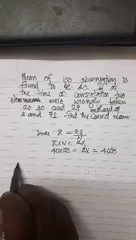 Mean of 100 observation is
found to be 40. If at
the time of computation two
were wrongly taken
as 30 and 27 instead of
3 and 72. find the Correct mean
x̄ = Σx/N
x̄ × N = Σx
40×100 = Σx = 4000